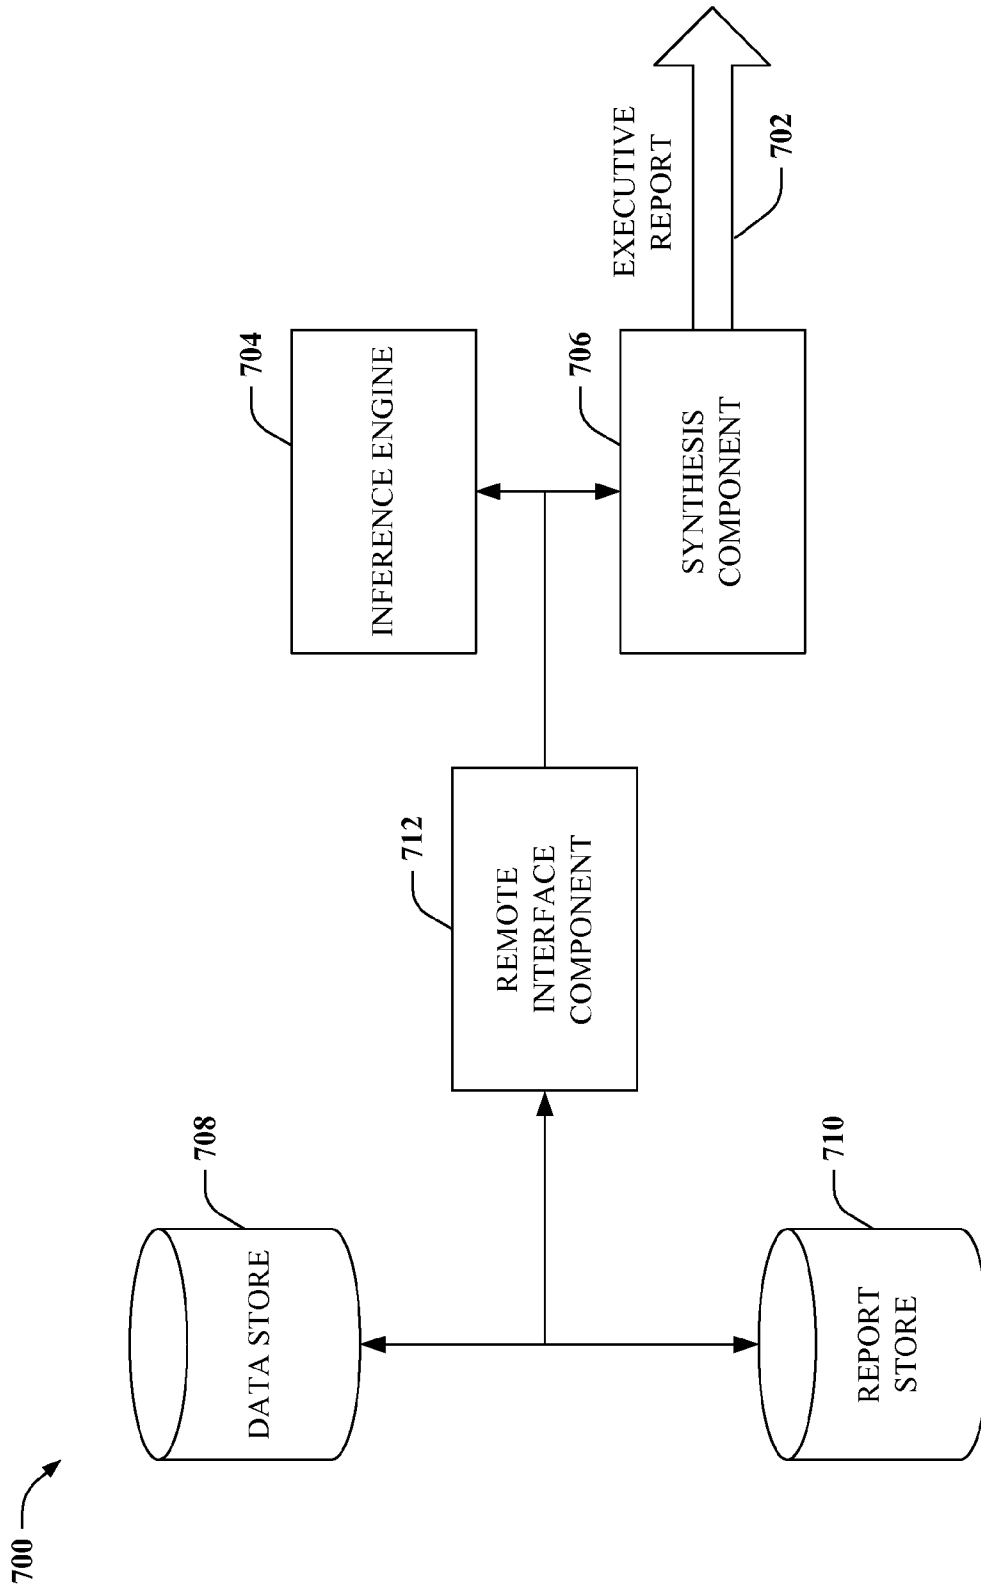 700
708
DATA STORE
710
REPORT
STORE
712
REMOTE
INTERFACE
COMPONENT
704
INFERENCE ENGINE
706
SYNTHESIS
COMPONENT
EXECUTIVE
REPORT
702